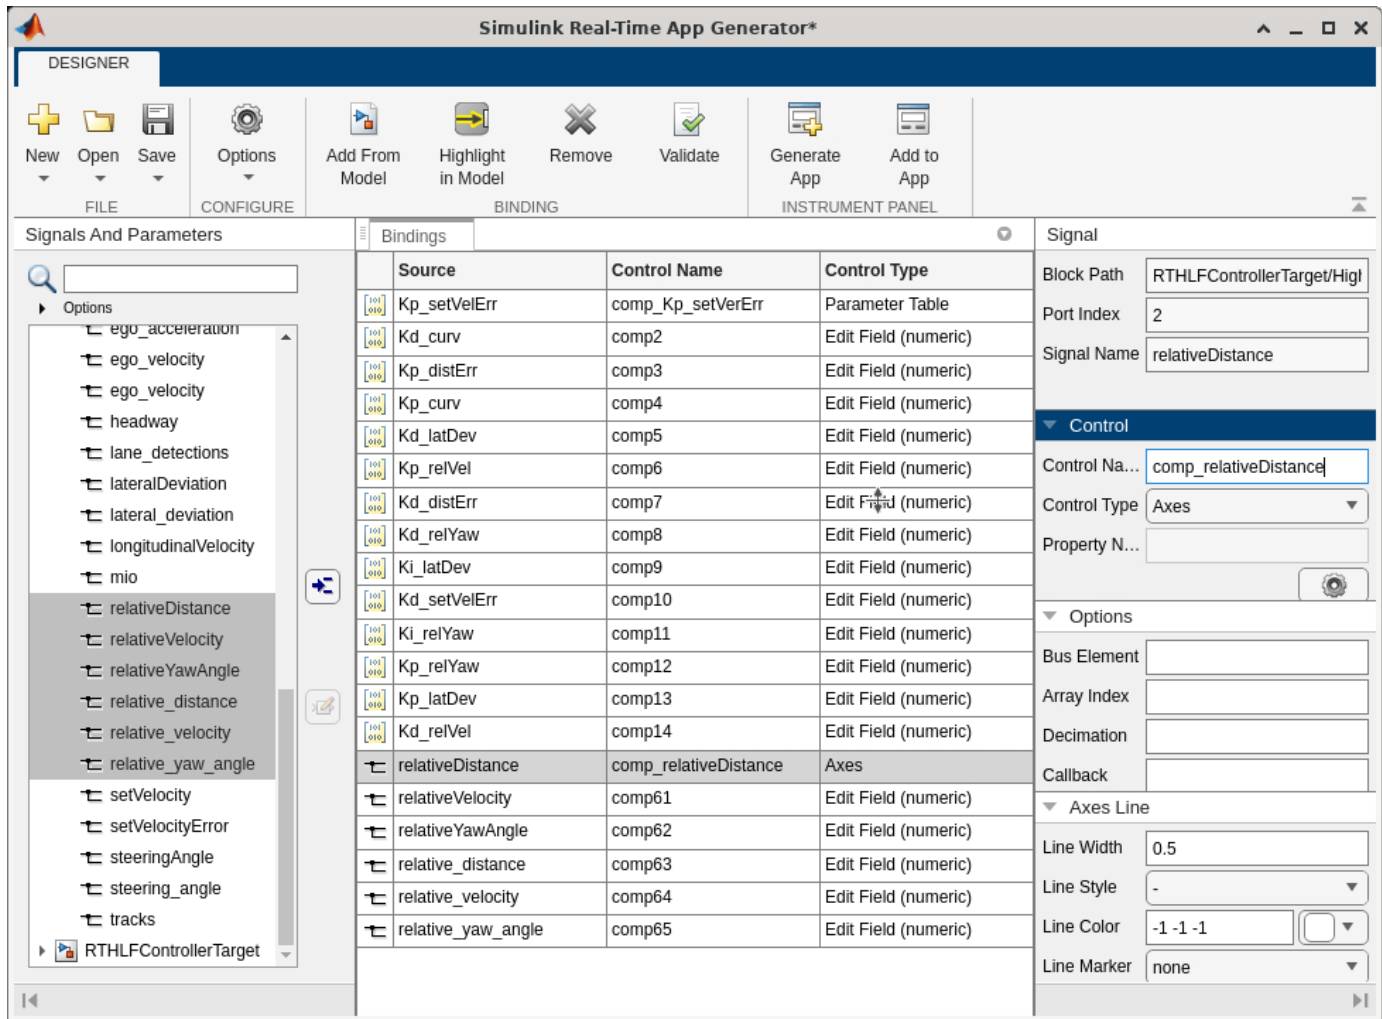 Simulink Real-Time App Generator*
DESIGNER
New
Open
Save
Options
Add From
Model
Highlight
in Model
Remove
Validate
Generate
App
Add to
App
FILE
CONFIGURE
BINDING
INSTRUMENT PANEL
Signals And Parameters
Options
ego_acceleration
ego_velocity
ego_velocity
headway
lane_detections
lateralDeviation
lateral_deviation
longitudinalVelocity
mio
relativeDistance
relativeVelocity
relativeYawAngle
relative_distance
relative_velocity
relative_yaw_angle
setVelocity
setVelocityError
steeringAngle
steering_angle
tracks
RTHLFControllerTarget
Bindings
Source Control Name Control Type
Kp_setVelErr comp_Kp_setVerErr Parameter Table
Kd_curv comp2 Edit Field (numeric)
Kp_distErr comp3 Edit Field (numeric)
Kp_curv comp4 Edit Field (numeric)
Kd_latDev comp5 Edit Field (numeric)
Kp_relVel comp6 Edit Field (numeric)
Kd_distErr comp7 Edit Field (numeric)
Kd_relYaw comp8 Edit Field (numeric)
Ki_latDev comp9 Edit Field (numeric)
Kd_setVelErr comp10 Edit Field (numeric)
Ki_relYaw comp11 Edit Field (numeric)
Kp_relYaw comp12 Edit Field (numeric)
Kp_latDev comp13 Edit Field (numeric)
Kd_relVel comp14 Edit Field (numeric)
relativeDistance comp_relativeDistance Axes
relativeVelocity comp61 Edit Field (numeric)
relativeYawAngle comp62 Edit Field (numeric)
relative_distance comp63 Edit Field (numeric)
relative_velocity comp64 Edit Field (numeric)
relative_yaw_angle comp65 Edit Field (numeric)
Signal
Block Path RTHLFControllerTarget/High
Port Index 2
Signal Name relativeDistance
Control
Control Na... comp_relativeDistance
Control Type Axes
Property N...
Options
Bus Element
Array Index
Decimation
Callback
Axes Line
Line Width 0.5
Line Style -
Line Color -1 -1 -1
Line Marker none